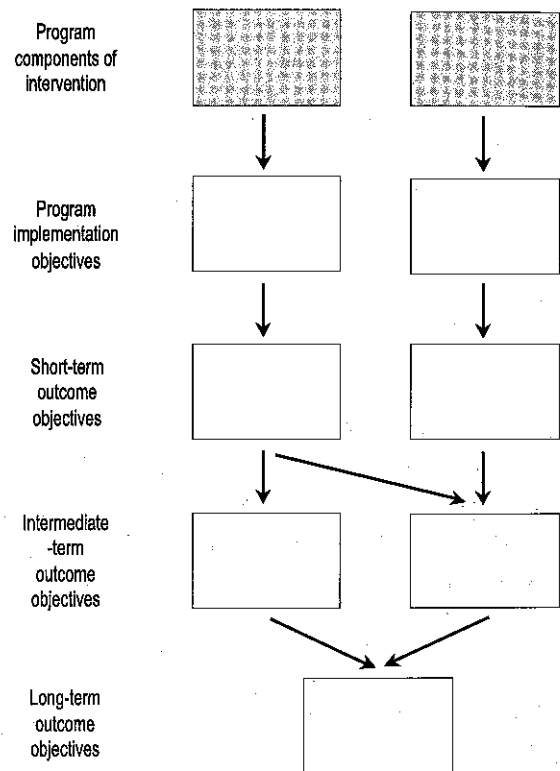 Program
components of
intervention
Program
implementation
objectives
Short-term
outcome
objectives
Intermediate
-term
outcome
objectives
Long-term
outcome
objectives